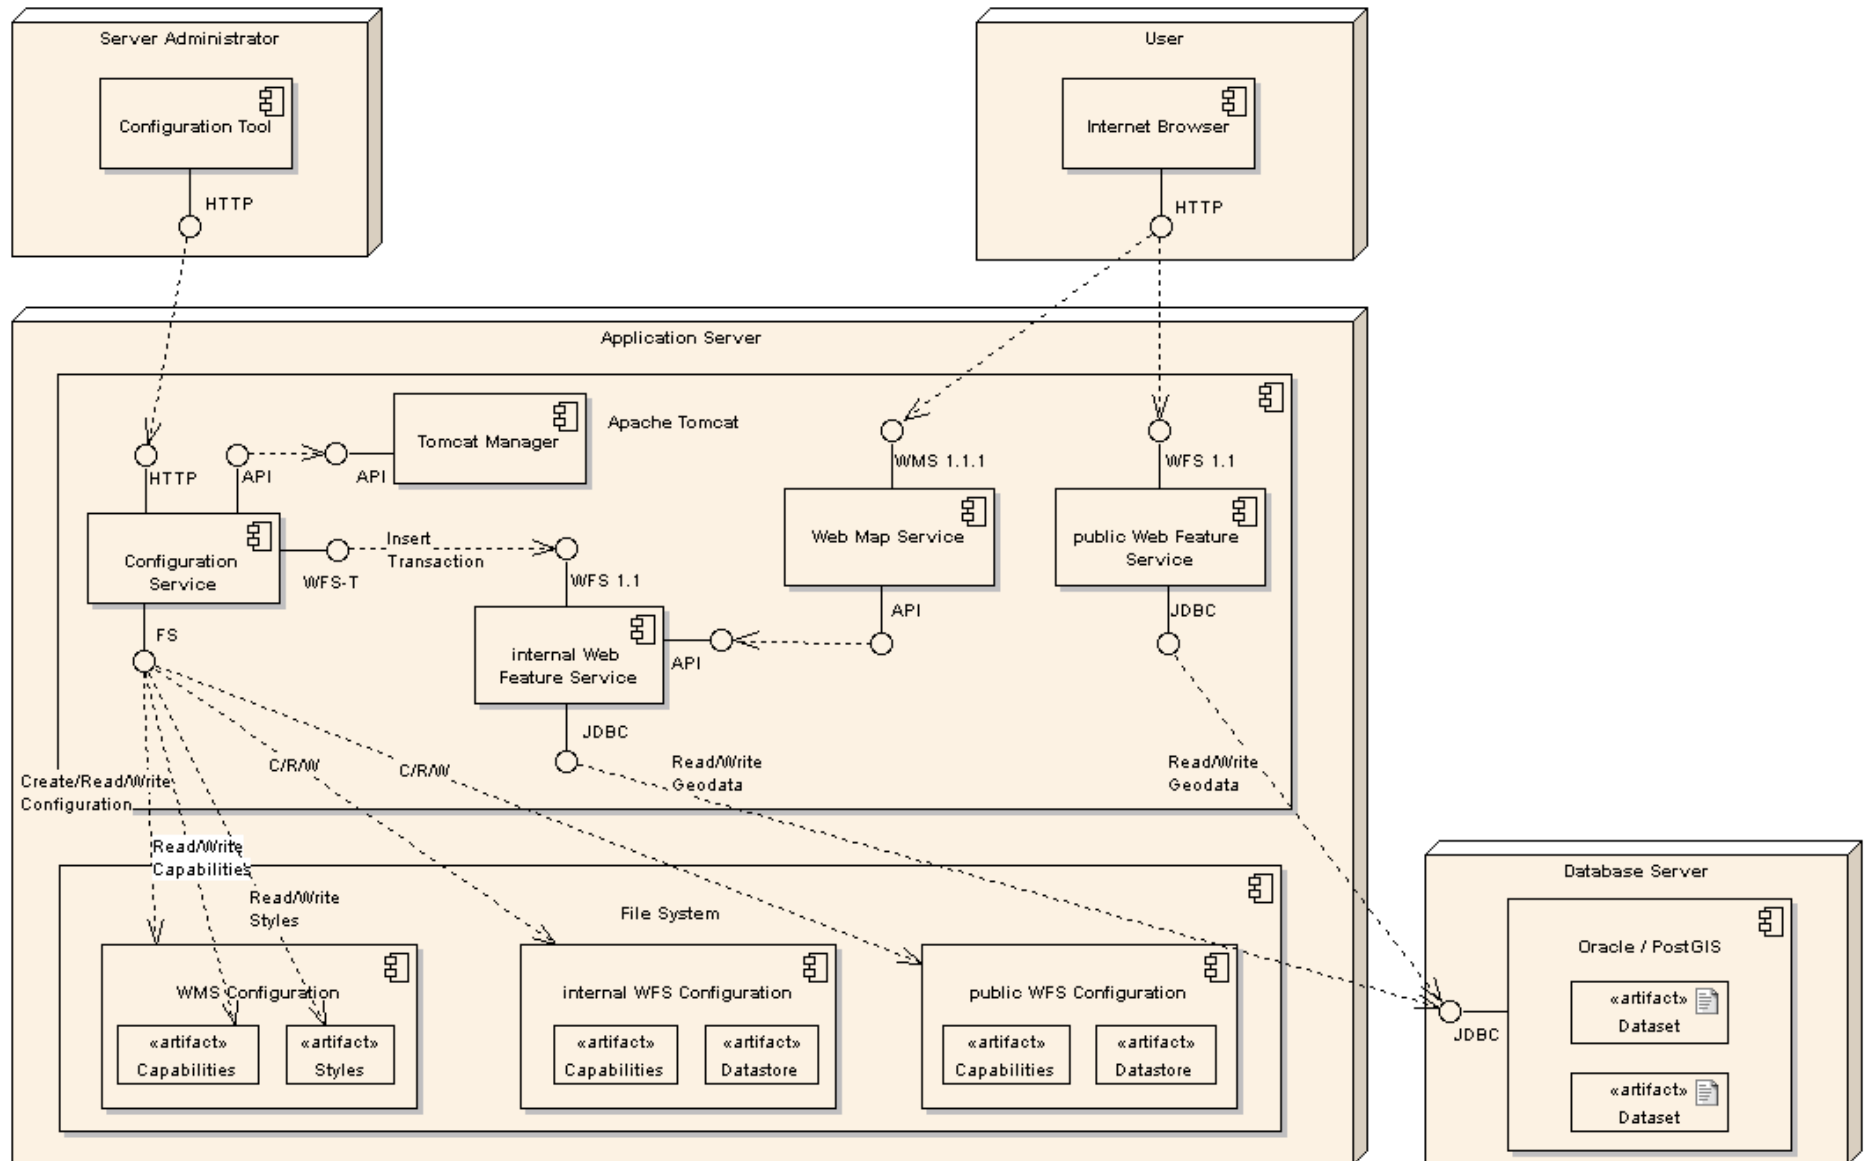 Server Administrator
Configuration Tool
HTTP
User
Internet Browser
HTTP
Application Server
Apache Tomcat
Tomcat Manager
HTTP
API
API
WMS 1.1.1
WFS 1.1
Configuration
Service
WFS-T
Insert
Transaction
WFS 1.1
Web Map Service
public Web Feature
Service
FS
internal Web
Feature Service
API
API
JDBC
JDBC
Create/Read/Write
Configuration
C/R/W
C/R/W
Read/Write
Geodata
Read/Write
Geodata
Read/Write
Capabilities
Read/Write
Styles
File System
WMS Configuration
«artifact»
Capabilities
«artifact»
Styles
internal WFS Configuration
«artifact»
Capabilities
«artifact»
Datastore
public WFS Configuration
«artifact»
Capabilities
«artifact»
Datastore
Database Server
Oracle / PostGIS
«artifact»
Dataset
JDBC
«artifact»
Dataset